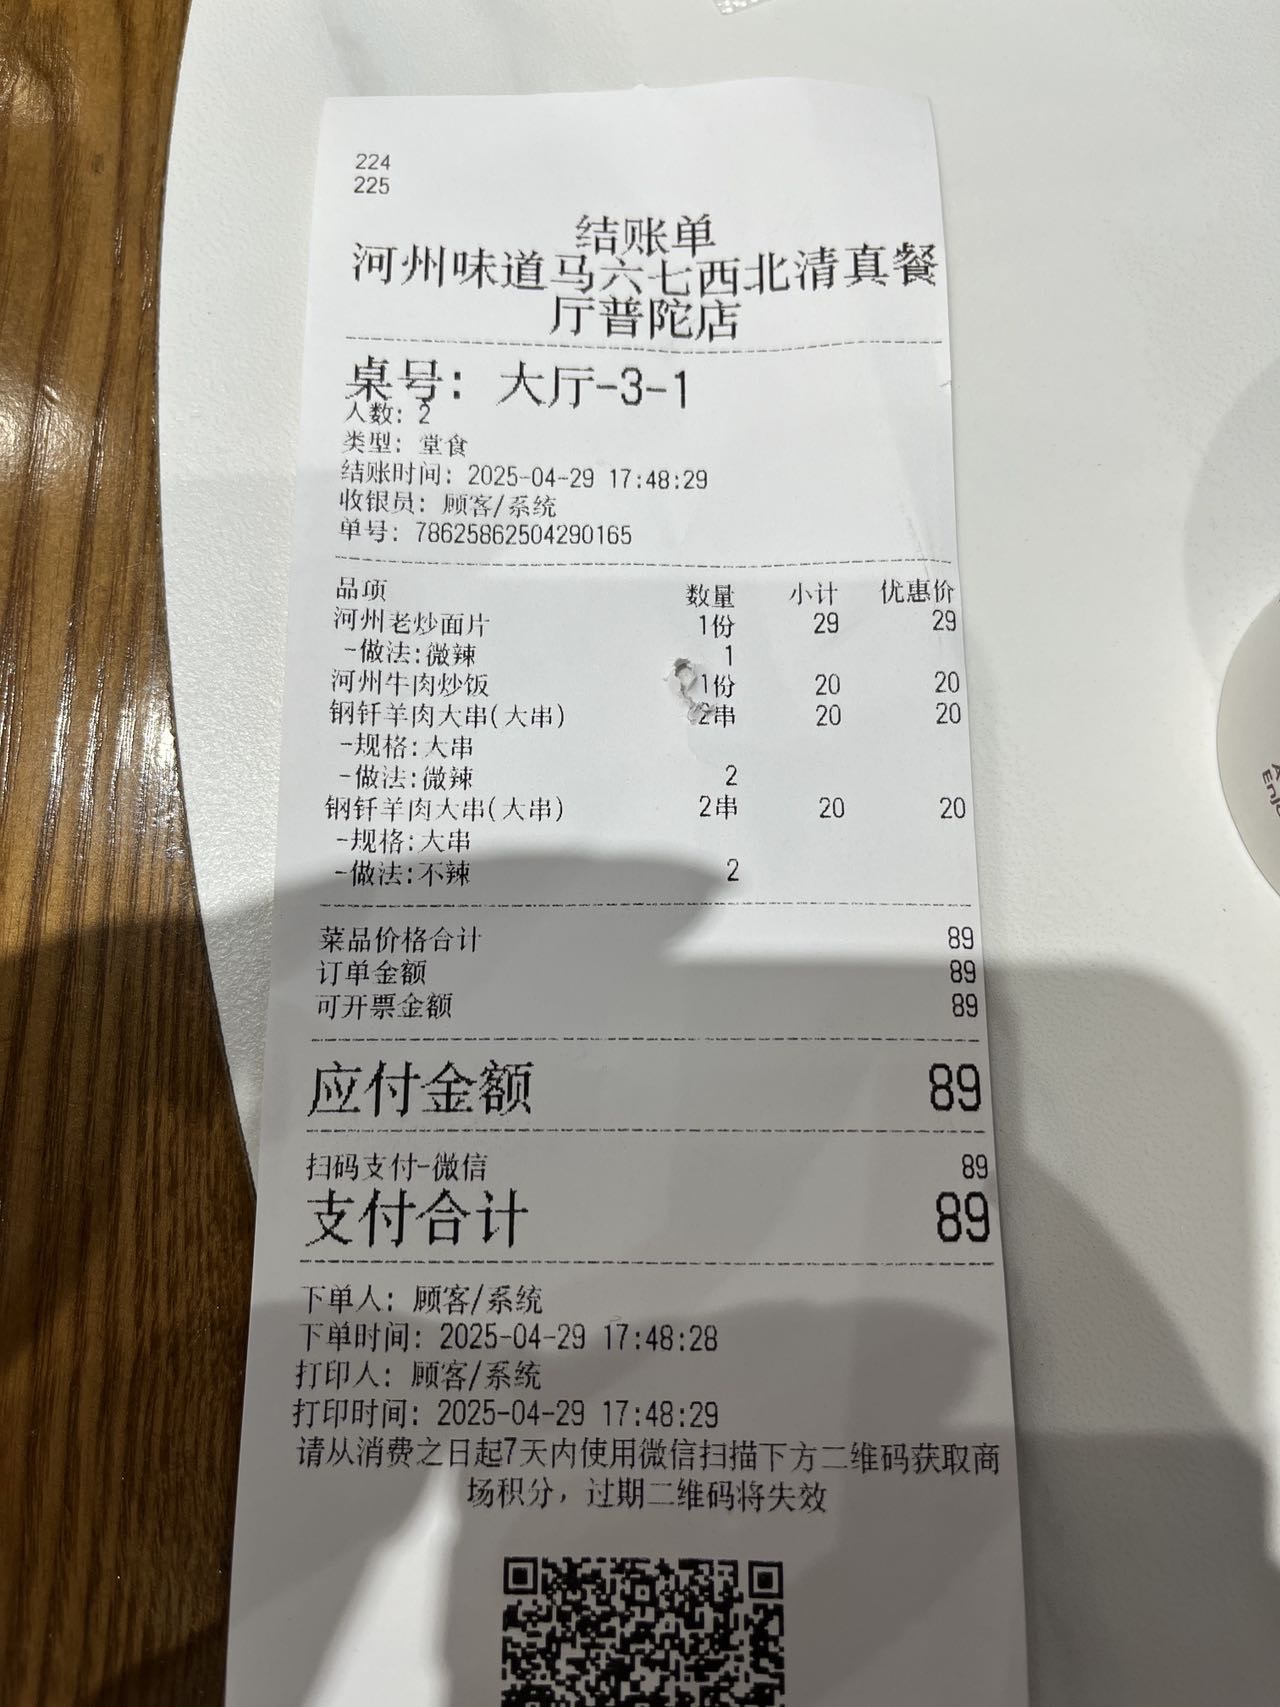 224
225
结账单
河州味道马六七西北清真餐
厅普陀店
桌号: 大厅-3-1
人数: 2
类型: 堂食
结账时间: 2025-04-29 17:48:29
收银员: 顾客/系统
单号: 78625862504290165
品项 数量 小计 优惠价
河州老炒面片 1份 29 29
-做法:微辣 1
河州牛肉炒饭 1份 20 20
钢钎羊肉大串(大串) 2串 20 20
-规格:大串
-做法:微辣 2
钢钎羊肉大串(大串) 2串 20 20
-规格:大串
-做法:不辣 2
菜品价格合计 89
订单金额 89
可开票金额 89
应付金额 89
扫码支付-微信 89
支付合计 89
下单人: 顾客/系统
下单时间: 2025-04-29 17:48:28
打印人: 顾客/系统
打印时间: 2025-04-29 17:48:29
请从消费之日起7天内使用微信扫描下方二维码获取商
场积分，过期二维码将失效